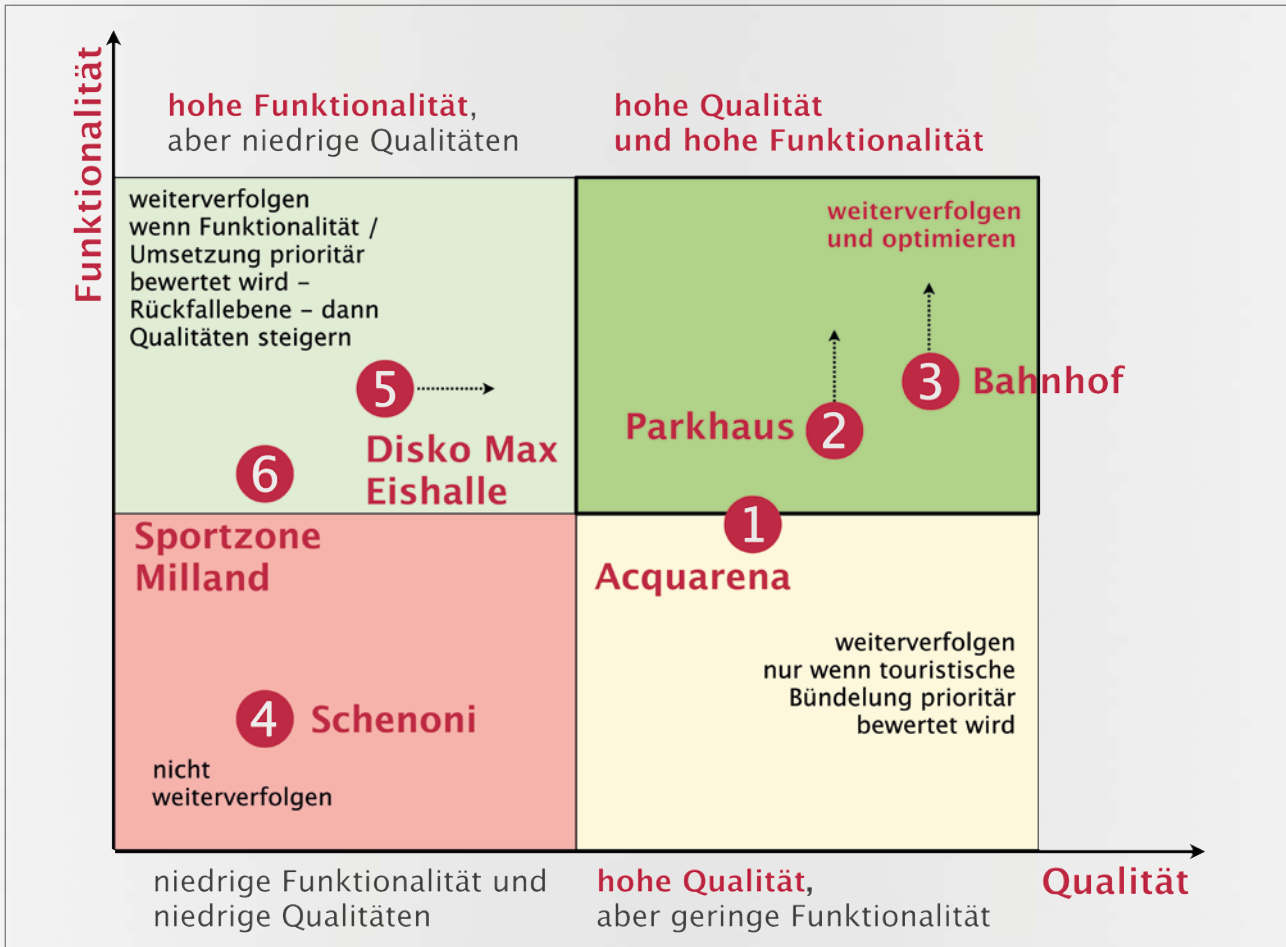 Funktionalität
hohe Funktionalität,
aber niedrige Qualitäten
hohe Qualität
und hohe Funktionalität
weiterverfolgen
wenn Funktionalität /
Umsetzung prioritär
bewertet wird –
Rückfallebene – dann
Qualitäten steigern
weiterverfolgen
und optimieren
5
Disko Max
Eishalle
6
Sportzone
Milland
3 Bahnhof
Parkhaus 2
1
Acquarena
weiterverfolgen
nur wenn touristische
Bündelung prioritär
bewertet wird
4 Schenoni
nicht
weiterverfolgen
niedrige Funktionalität und
niedrige Qualitäten
hohe Qualität,
aber geringe Funktionalität
Qualität